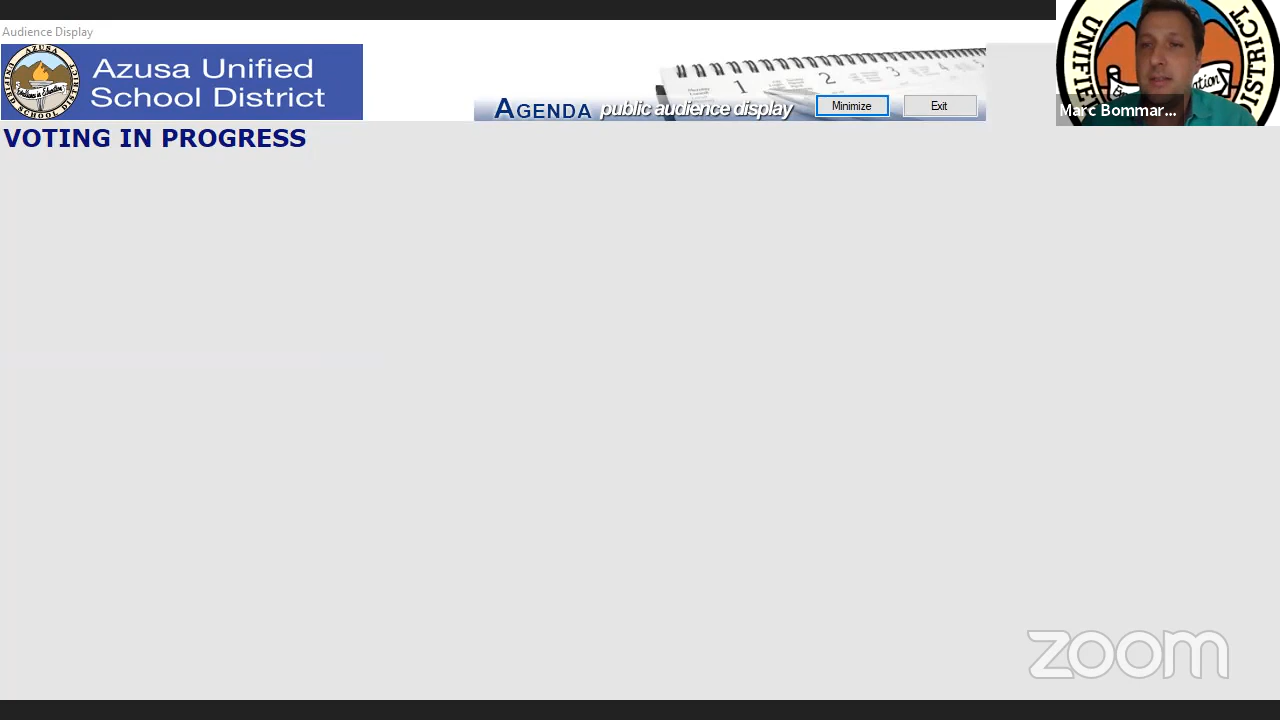 Audience Display
Azusa Unified
School District
AGENDA public audience display
Minimize
Exit
VOTING IN PROGRESS
Marc Bommar...
zoom